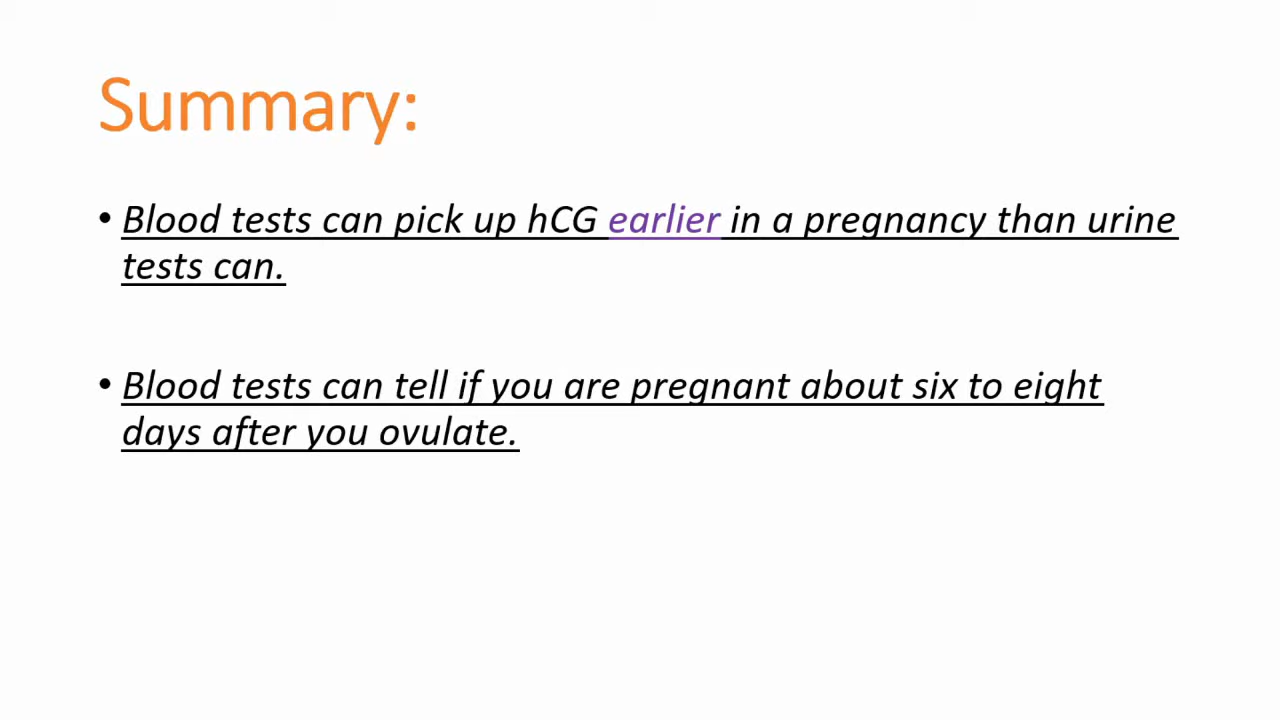 Summary:
• Blood tests can pick up hCG earlier in a pregnancy than urine
tests can.
• Blood tests can tell if you are pregnant about six to eight
days after you ovulate.